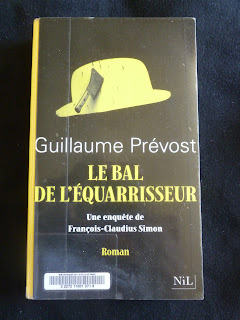 Guillaume Prévost
LE BAL
DE L'ÉQUARRISSEUR
Une enquête de
François-Claudius Simon
Roman
NiL